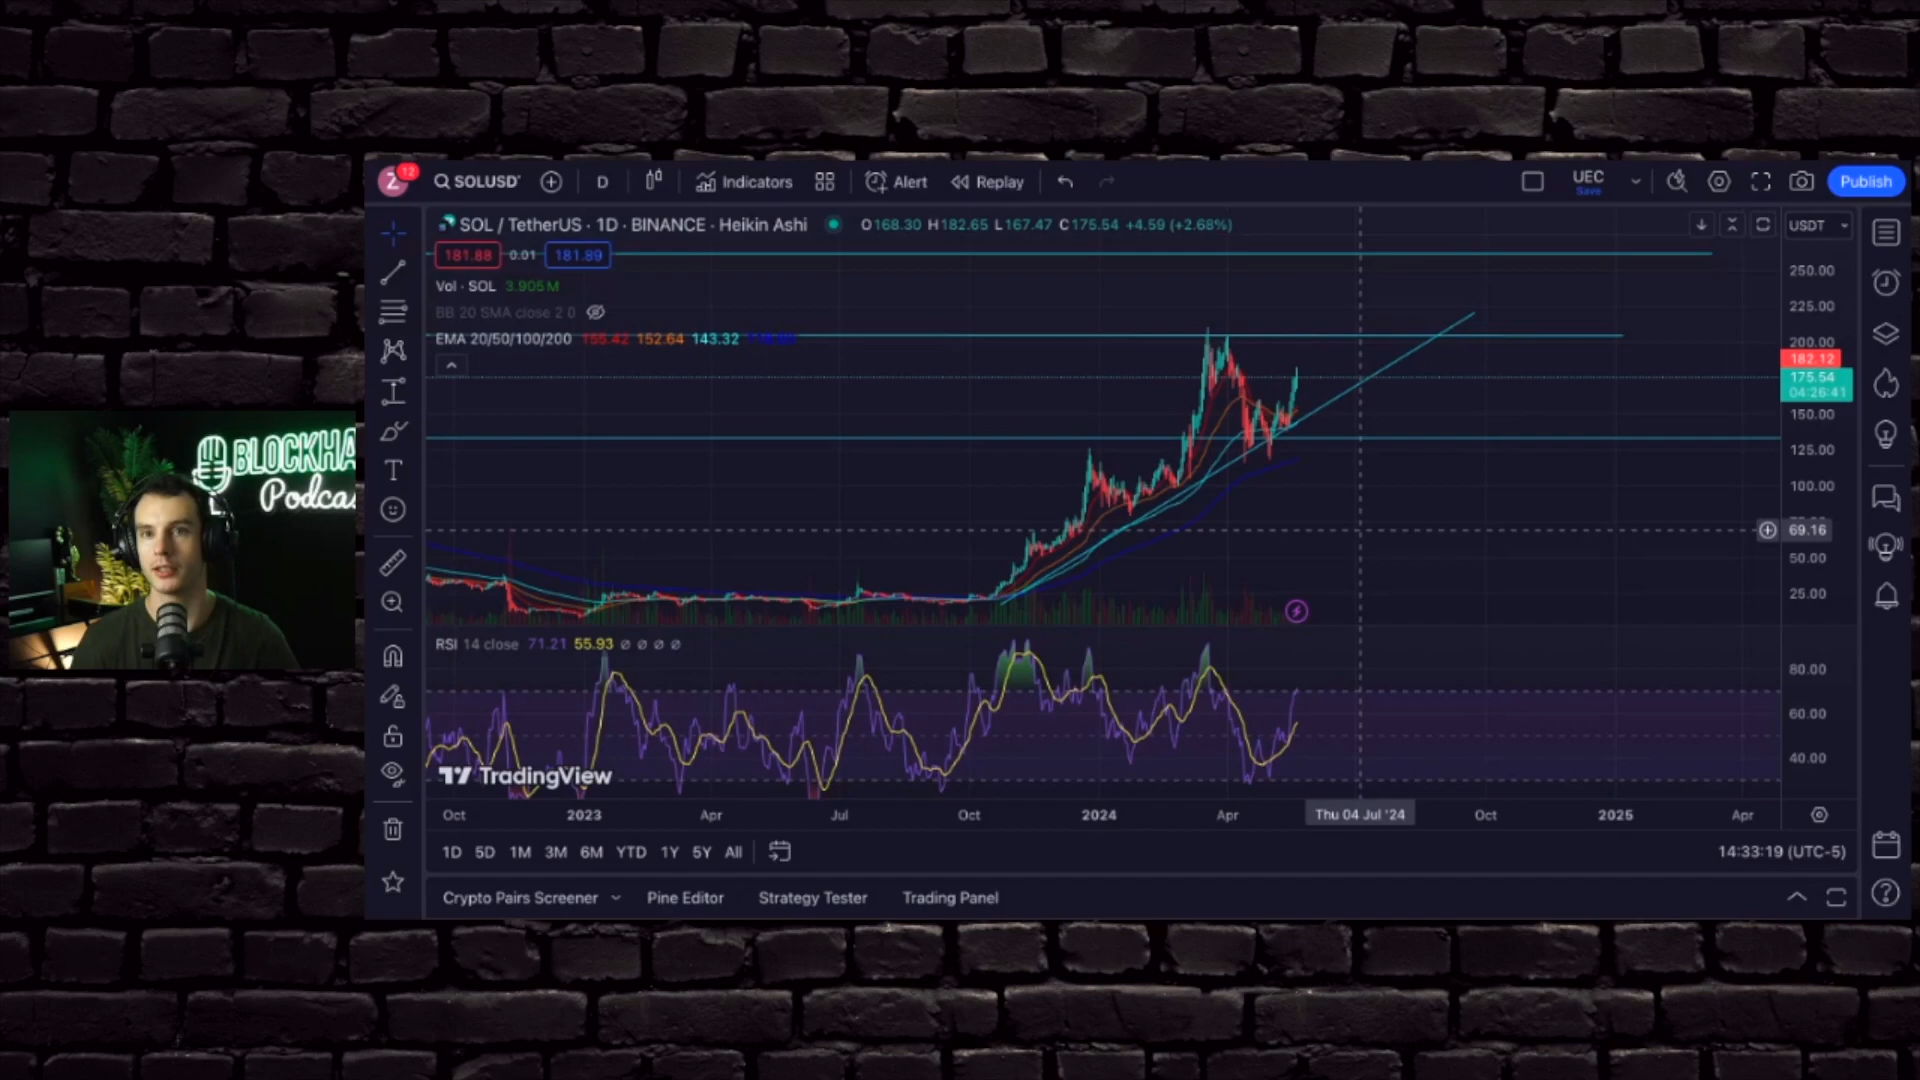 Z 12 SOLUSD D Indicators Alert Replay UEC Save Publish
SOL / TetherUS · 1D · BINANCE · Heikin Ashi O168.30 H182.65 L167.47 C175.54 +4.59 (+2.68%) USDT
181.88 0.01 181.89
Vol · SOL 3.905M
BB 20 SMA close 2 0
EMA 20/50/100/200 155.42 152.64 143.32
250.00
225.00
200.00
182.12
175.54
04:26:41
150.00
125.00
100.00
69.16
50.00
25.00
BLOCKHA
Podca
RSI 14 close 71.21 55.93 ∅ ∅ ∅ ∅
80.00
60.00
40.00
TradingView
Oct 2023 Apr Jul Oct 2024 Apr Thu 04 Jul '24 Oct 2025 Apr
1D 5D 1M 3M 6M YTD 1Y 5Y All 14:33:19 (UTC-5)
Crypto Pairs Screener Pine Editor Strategy Tester Trading Panel